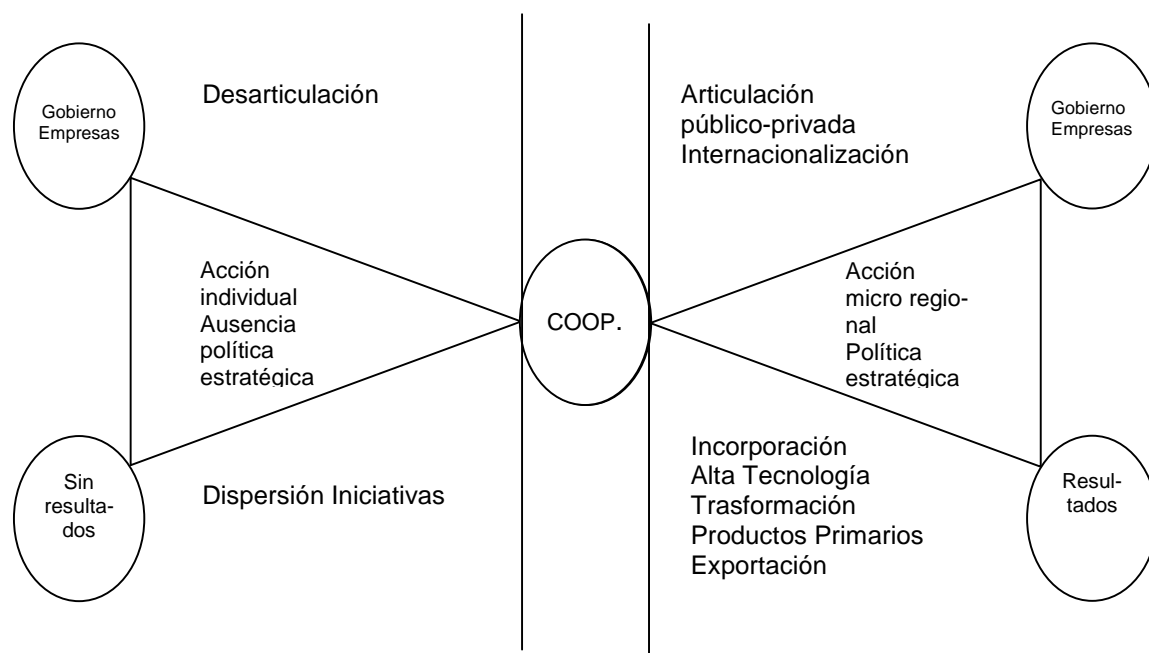 Gobierno
Empresas
Desarticulación
Acción
individual
Ausencia
política
estratégica
Sin
resulta-
dos
Dispersión Iniciativas
COOP.
Articulación
público-privada
Internacionalización
Gobierno
Empresas
Acción
micro regio-
nal
Política
estratégica
Incorporación
Alta Tecnología
Trasformación
Productos Primarios
Exportación
Resul-
tados